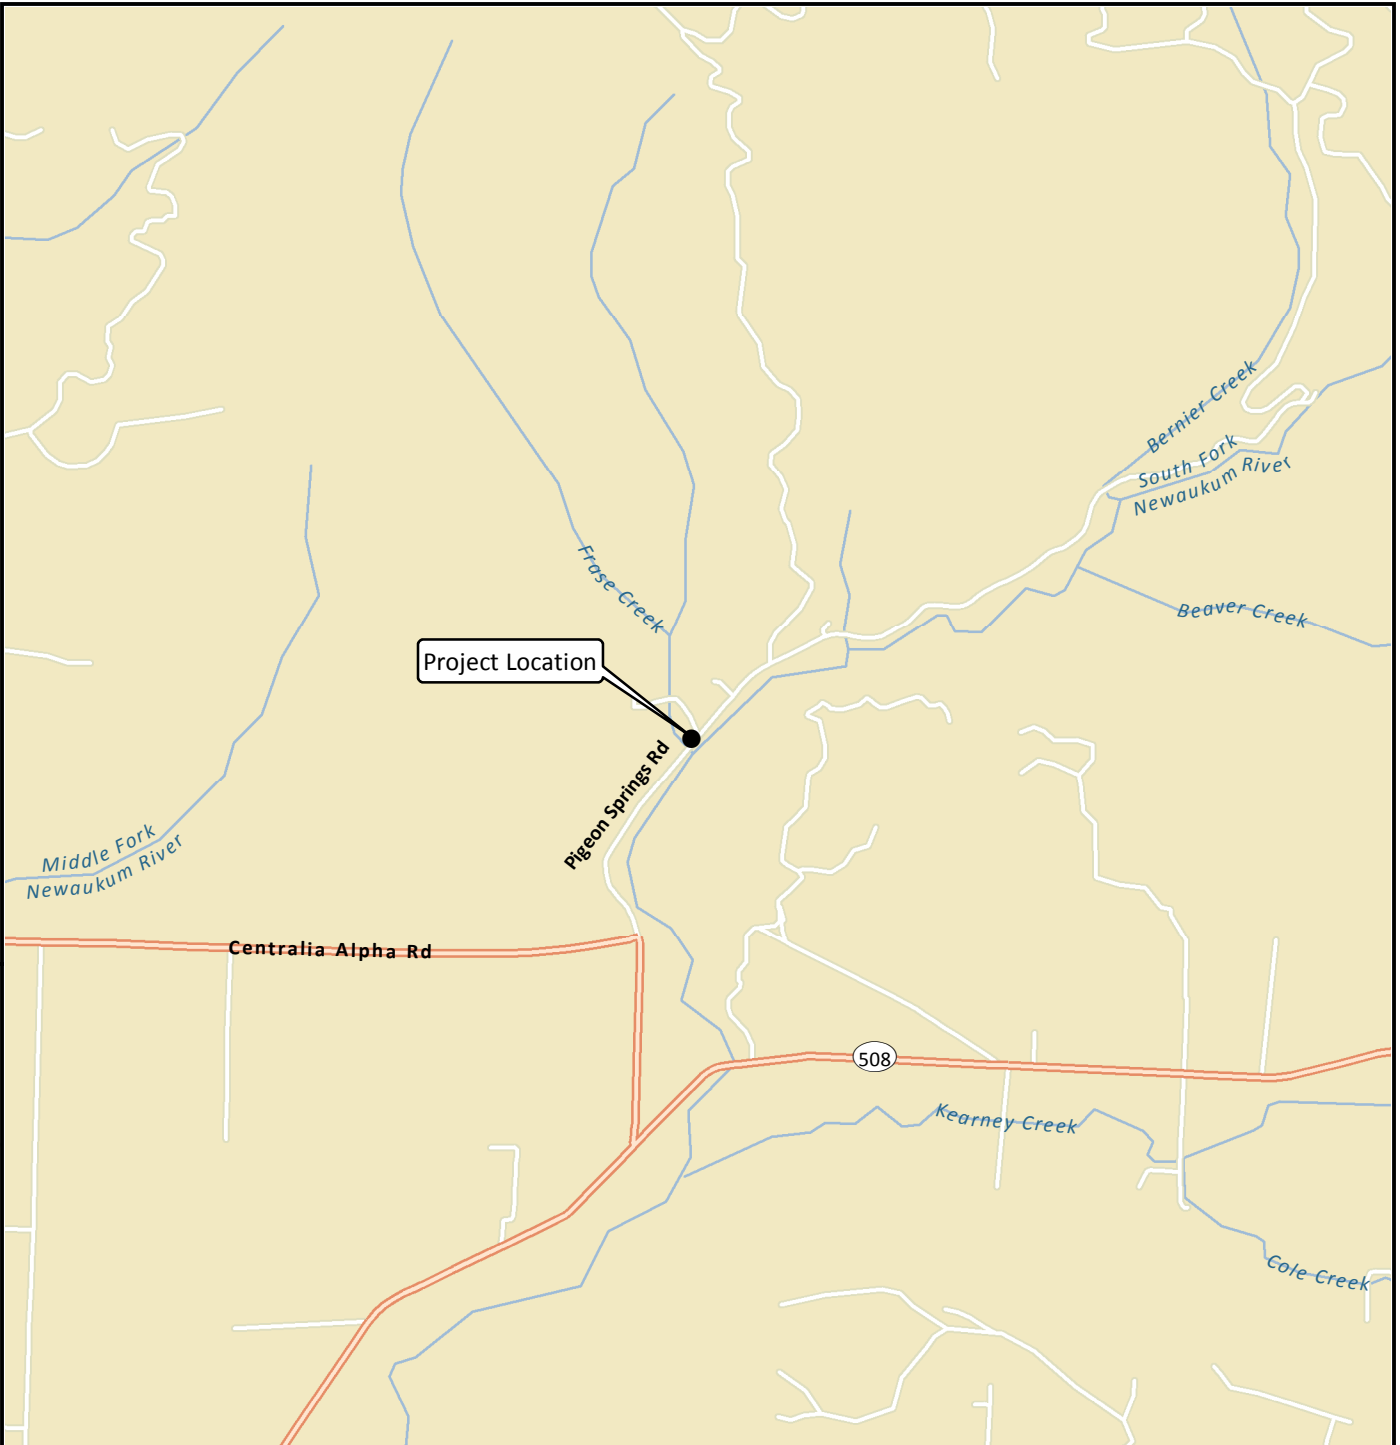 Bernier Creek
South Fork
Newaukum River
Frase Creek
Beaver Creek
Project Location
Pigeon Springs Rd
Middle Fork
Newaukum River
Centralia Alpha Rd
508
Kearney Creek
Cole Creek